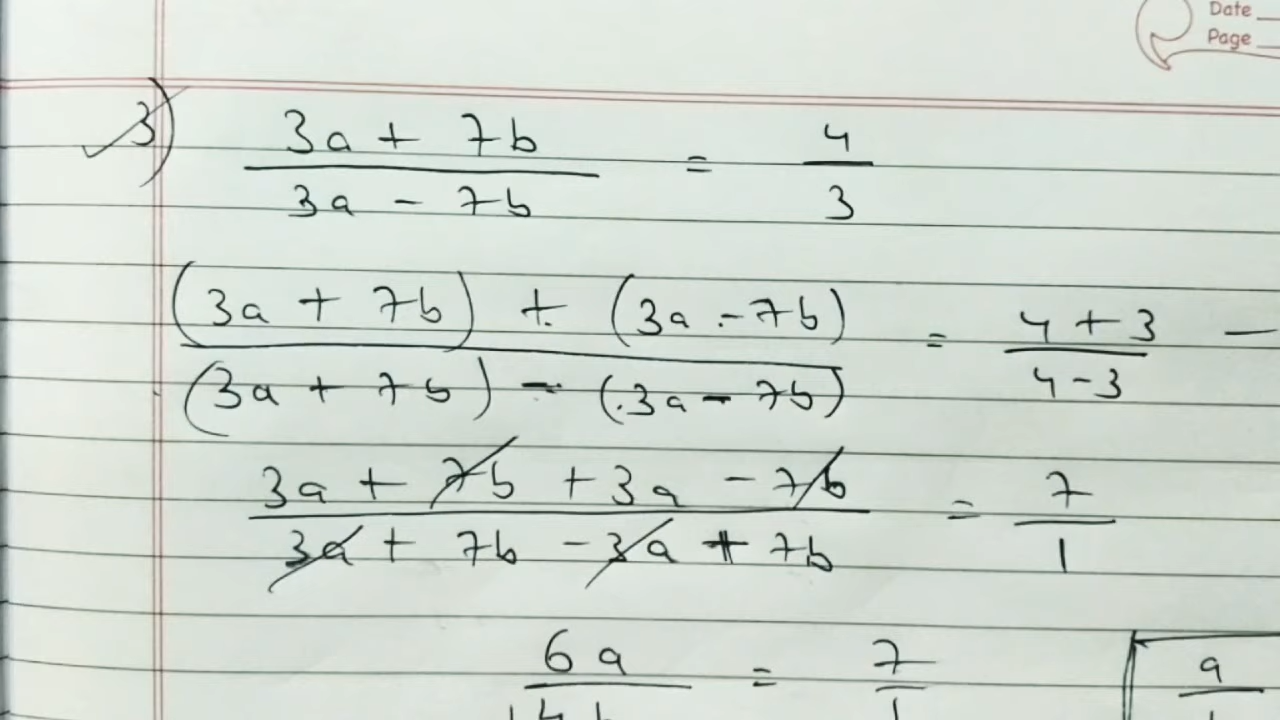 Date
Page
3) (3a + 7b)/(3a - 7b) = 4/3
((3a + 7b) + (3a - 7b))/((3a + 7b) - (3a - 7b)) = (4 + 3)/(4 - 3) -
(3a + 7b + 3a - 7b)/(3a + 7b - 3a + 7b) = 7/1
6a/14b = 7/1 a